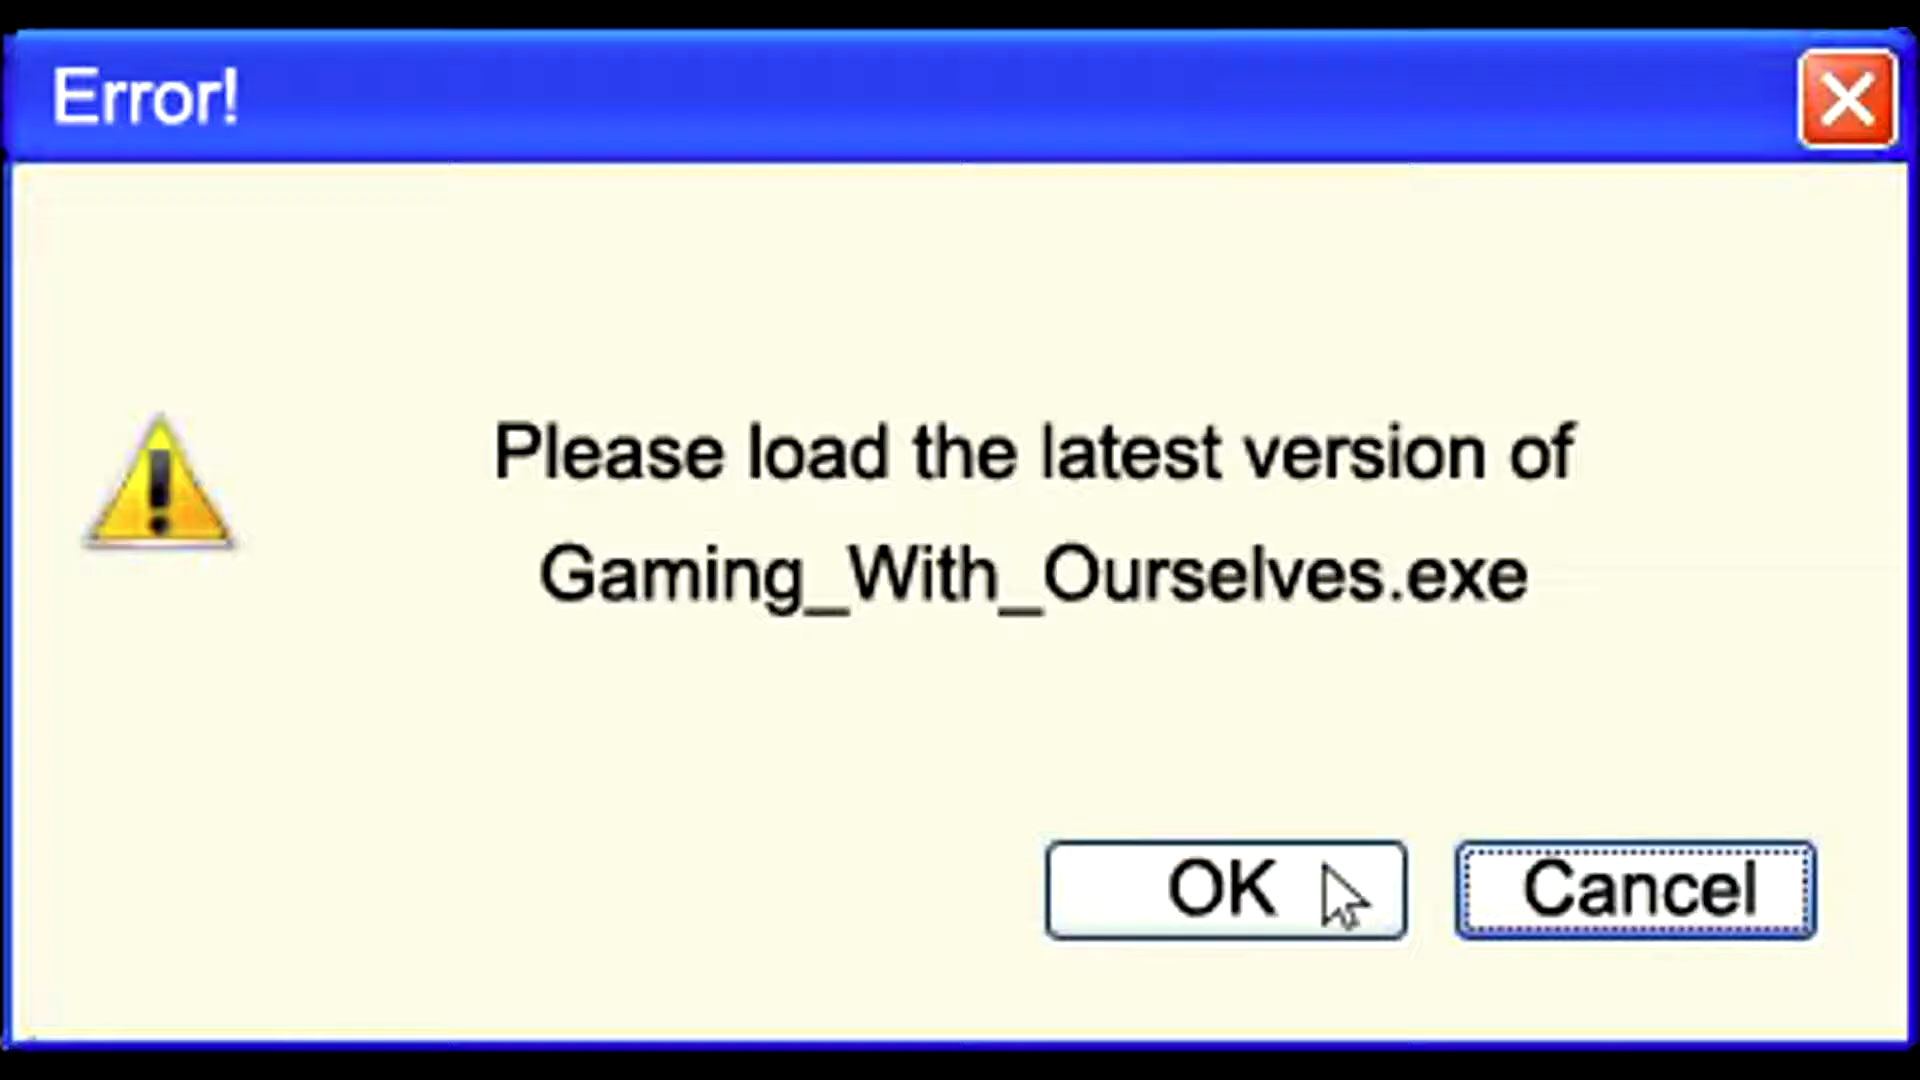 Error!
Please load the latest version of
Gaming_With_Ourselves.exe
OK
Cancel